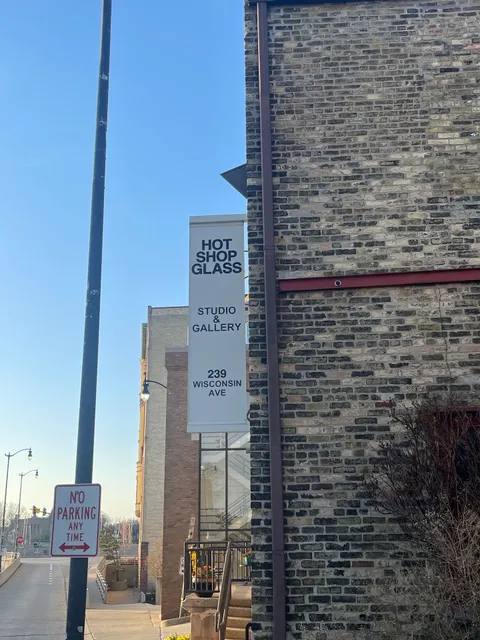 HOT
SHOP
GLASS
STUDIO
&
GALLERY
239
WISCONSIN
AVE
NO
PARKING
ANY
TIME